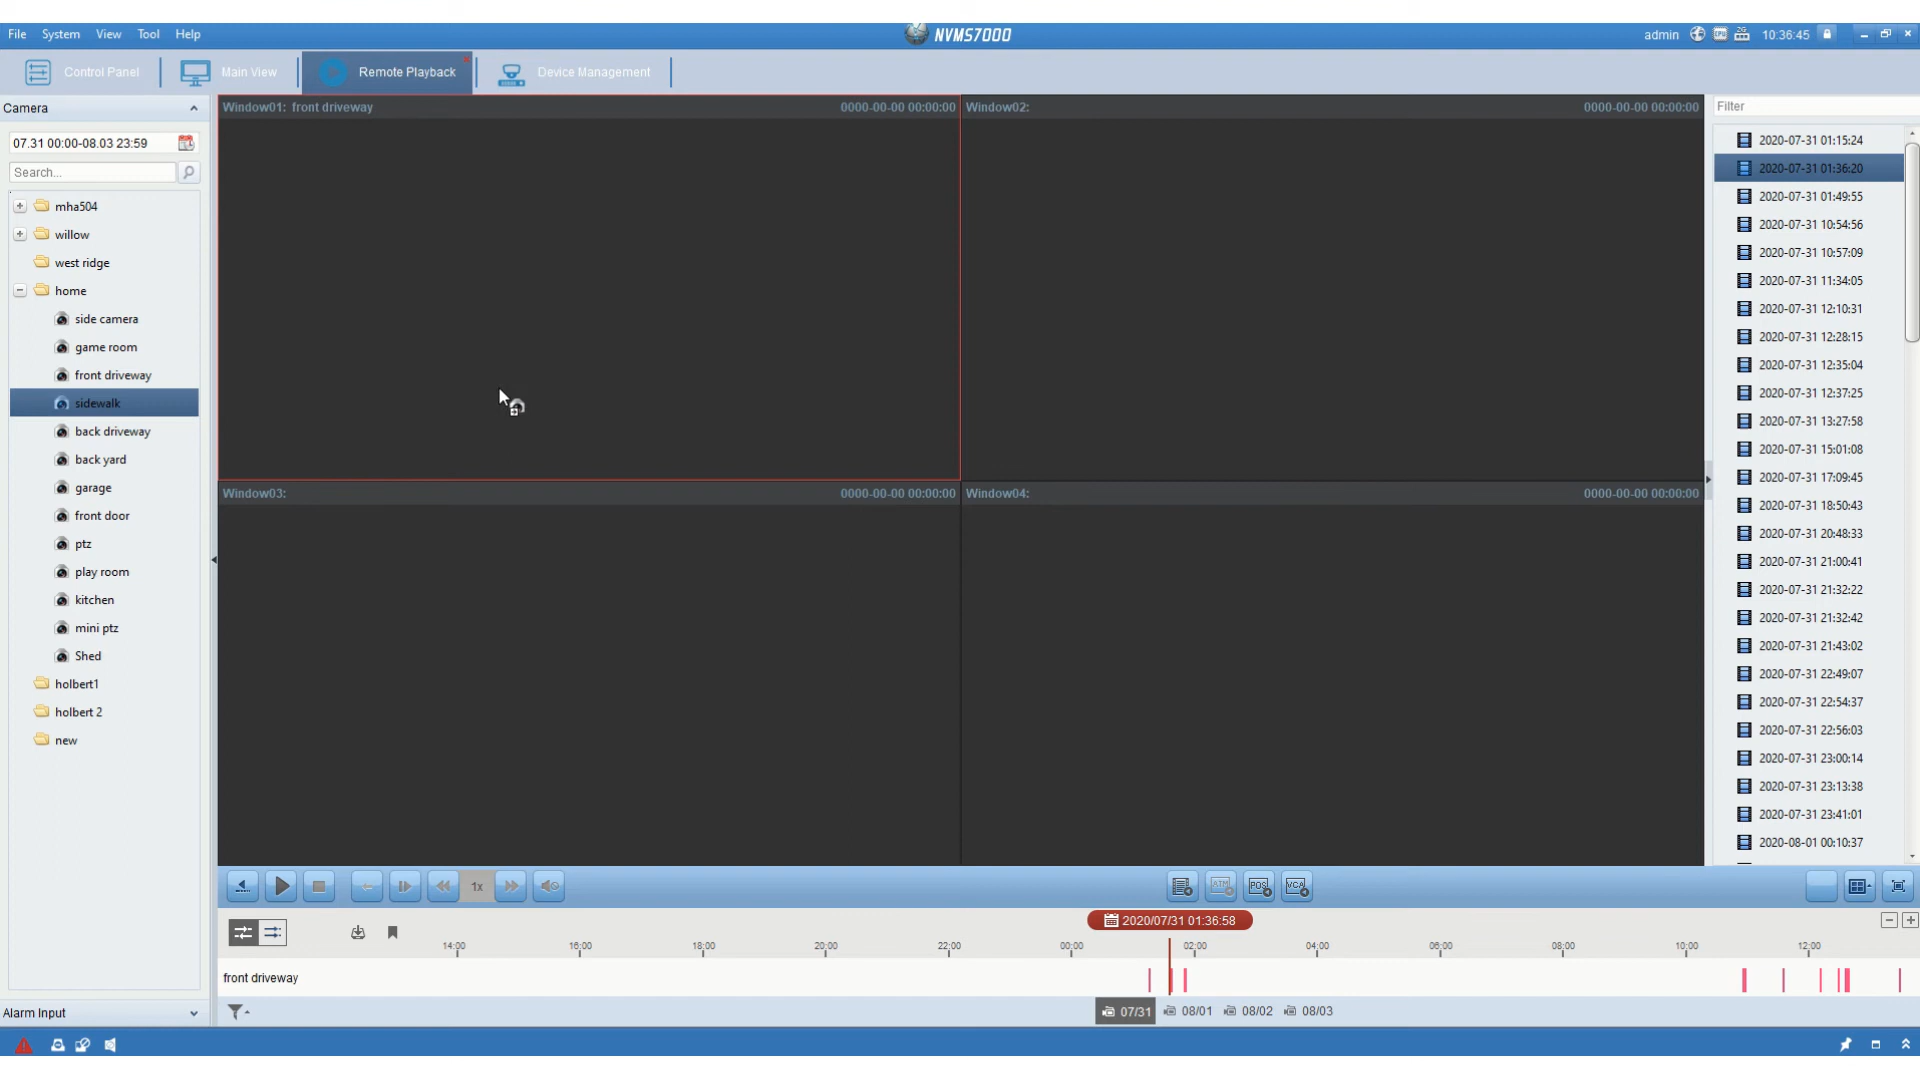 File System View Tool Help
NVMS7000
admin 10:36:45
Control Panel
Main View
Remote Playback
Device Management
Camera
07.31 00:00-08.03 23:59
Search...
mha504
willow
west ridge
home
side camera
game room
front driveway
sidewalk
back driveway
back yard
garage
front door
ptz
play room
kitchen
mini ptz
Shed
holbert1
holbert 2
new
Alarm Input
Window01: front driveway 0000-00-00 00:00:00
Window02: 0000-00-00 00:00:00
Window03: 0000-00-00 00:00:00
Window04: 0000-00-00 00:00:00
Filter
2020-07-31 01:15:24
2020-07-31 01:36:20
2020-07-31 01:49:55
2020-07-31 10:54:56
2020-07-31 10:57:09
2020-07-31 11:34:05
2020-07-31 12:10:31
2020-07-31 12:28:15
2020-07-31 12:35:04
2020-07-31 12:37:25
2020-07-31 13:27:58
2020-07-31 15:01:08
2020-07-31 17:09:45
2020-07-31 18:50:43
2020-07-31 20:48:33
2020-07-31 21:00:41
2020-07-31 21:32:22
2020-07-31 21:32:42
2020-07-31 21:43:02
2020-07-31 22:49:07
2020-07-31 22:54:37
2020-07-31 22:56:03
2020-07-31 23:00:14
2020-07-31 23:13:38
2020-07-31 23:41:01
2020-08-01 00:10:37
1x
ATM POS VCA
2020/07/31 01:36:58
14:00 16:00 18:00 20:00 22:00 00:00 02:00 04:00 06:00 08:00 10:00 12:00
front driveway
07/31 08/01 08/02 08/03